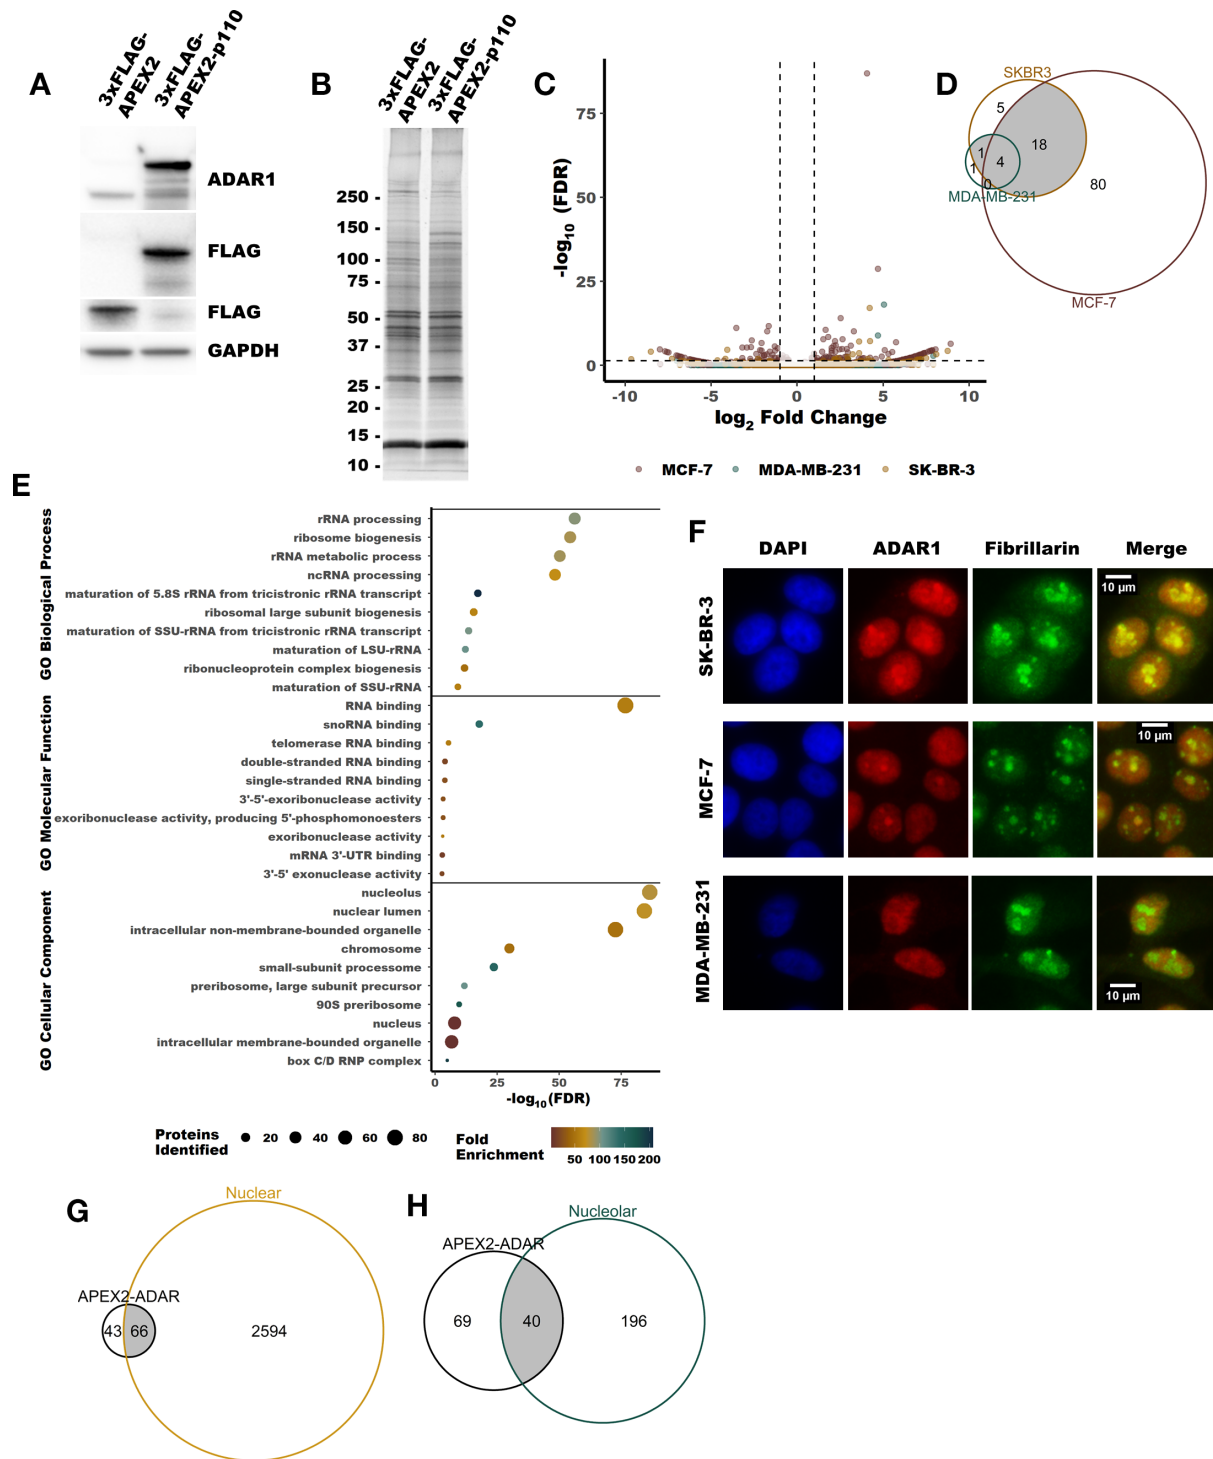 A
3xFLAG-
APEX2
3xFLAG-
APEX2-p110
ADAR1
FLAG
FLAG
GAPDH
B
3xFLAG-
APEX2
3xFLAG-
APEX2-p110
250 -
150 -
100 -
75 -
50 -
37 -
25 -
20 -
15 -
10 -
C
-log10 (FDR)
75
50
25
0
-10
-5
0
5
10
log2 Fold Change
MCF-7
MDA-MB-231
SK-BR-3
D
SKBR3
5
18
1
4
1
0
80
MDA-MB-231
MCF-7
E
GO Biological Process
rRNA processing
ribosome biogenesis
rRNA metabolic process
ncRNA processing
maturation of 5.8S rRNA from tricistronic rRNA transcript
ribosomal large subunit biogenesis
maturation of SSU-rRNA from tricistronic rRNA transcript
maturation of LSU-rRNA
ribonucleoprotein complex biogenesis
maturation of SSU-rRNA
GO Molecular Function
RNA binding
snoRNA binding
telomerase RNA binding
double-stranded RNA binding
single-stranded RNA binding
3'-5'-exoribonuclease activity
exoribonuclease activity, producing 5'-phosphomonoesters
exoribonuclease activity
mRNA 3'-UTR binding
3'-5' exonuclease activity
GO Cellular Component
nucleolus
nuclear lumen
intracellular non-membrane-bounded organelle
chromosome
small-subunit processome
preribosome, large subunit precursor
90S preribosome
nucleus
intracellular membrane-bounded organelle
box C/D RNP complex
0
25
50
75
-log10(FDR)
Proteins
Identified
20
40
60
80
Fold
Enrichment
50 100 150 200
F
DAPI
ADAR1
Fibrillarin
Merge
SK-BR-3
10 µm
MCF-7
10 µm
MDA-MB-231
10 µm
G
Nuclear
APEX2-ADAR
43
66
2594
H
Nucleolar
APEX2-ADAR
69
40
196